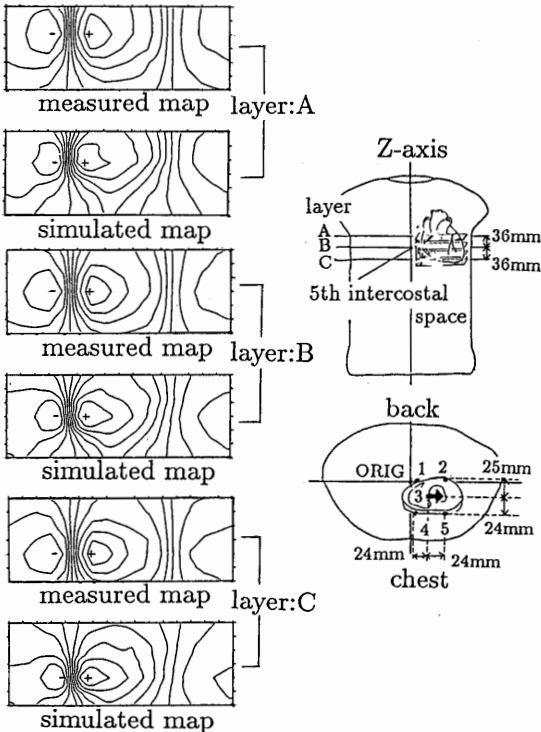 - +
measured map
layer:A
- +
simulated map
- +
measured map
layer:B
- +
simulated map
- +
measured map
layer:C
- +
simulated map
Z-axis
layer
A
B
C
36mm
36mm
5th intercostal
space
back
ORIG
1 2
3
4 5
25mm
24mm
24mm
24mm
chest